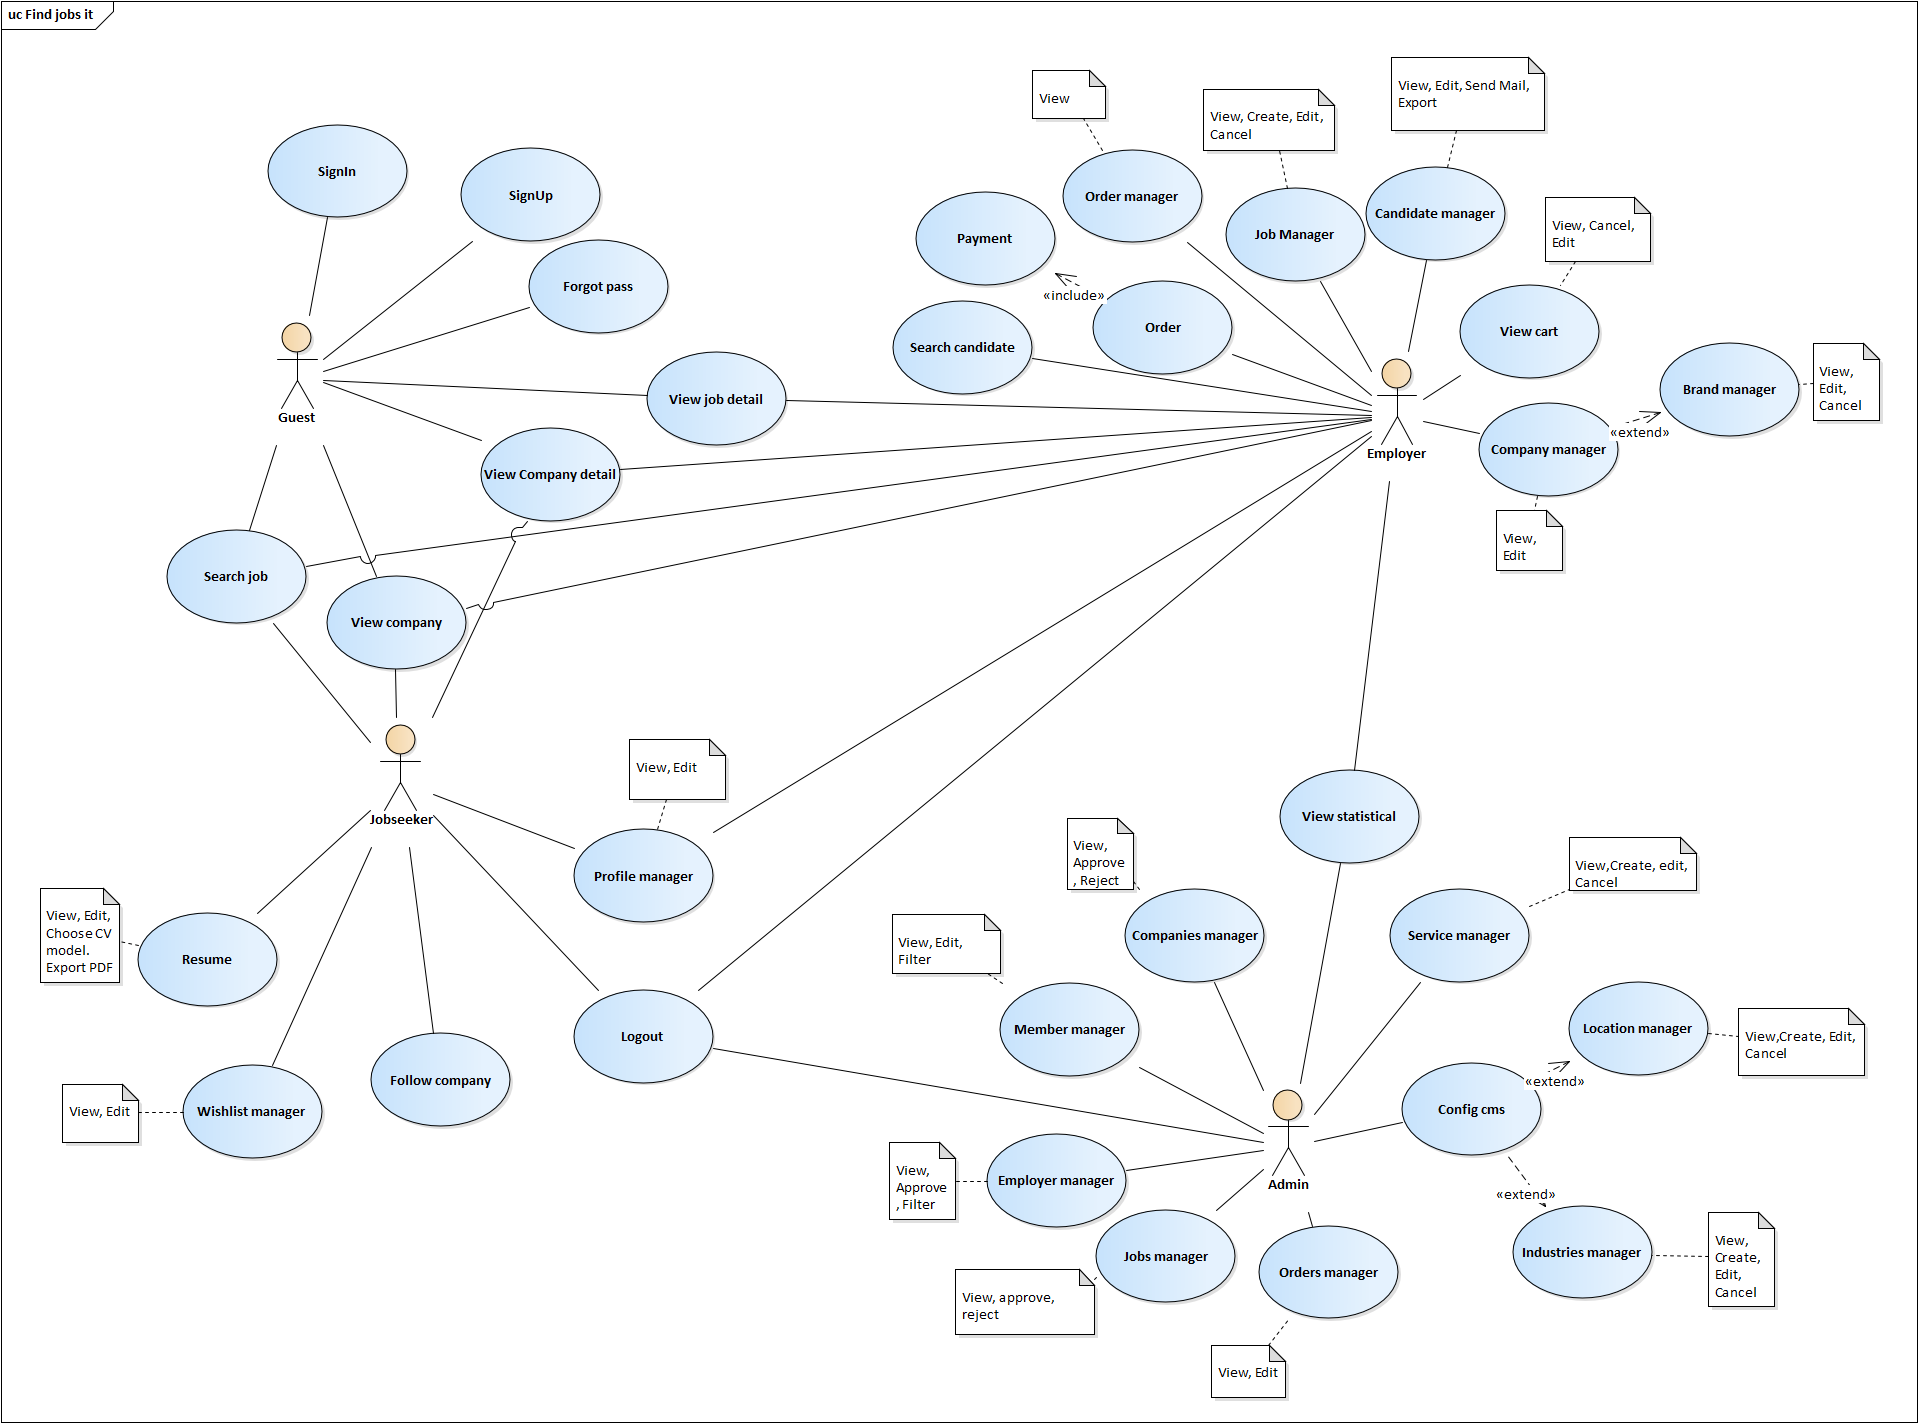 uc Find jobs it
View
View, Create, Edit,
Cancel
View, Edit, Send Mail,
Export
SignIn
SignUp
Order manager
Candidate manager
Payment
Job Manager
View, Cancel,
Edit
Forgot pass
«include»
Order
View cart
Search candidate
Brand manager
View,
Edit,
Cancel
View job detail
Guest
Employer
«extend»
Company manager
View Company detail
View,
Edit
Search job
View company
View, Edit
Jobseeker
View statistical
View,
Approve
, Reject
View,Create, edit,
Cancel
Profile manager
View, Edit,
Choose CV
model.
Export PDF
Resume
View, Edit,
Filter
Companies manager
Service manager
Logout
Member manager
Location manager
View,Create, Edit,
Cancel
Follow company
«extend»
View, Edit
Wishlist manager
Config cms
View,
Approve
, Filter
Employer manager
Admin
«extend»
Jobs manager
Orders manager
Industries manager
View,
Create,
Edit,
Cancel
View, approve,
reject
View, Edit